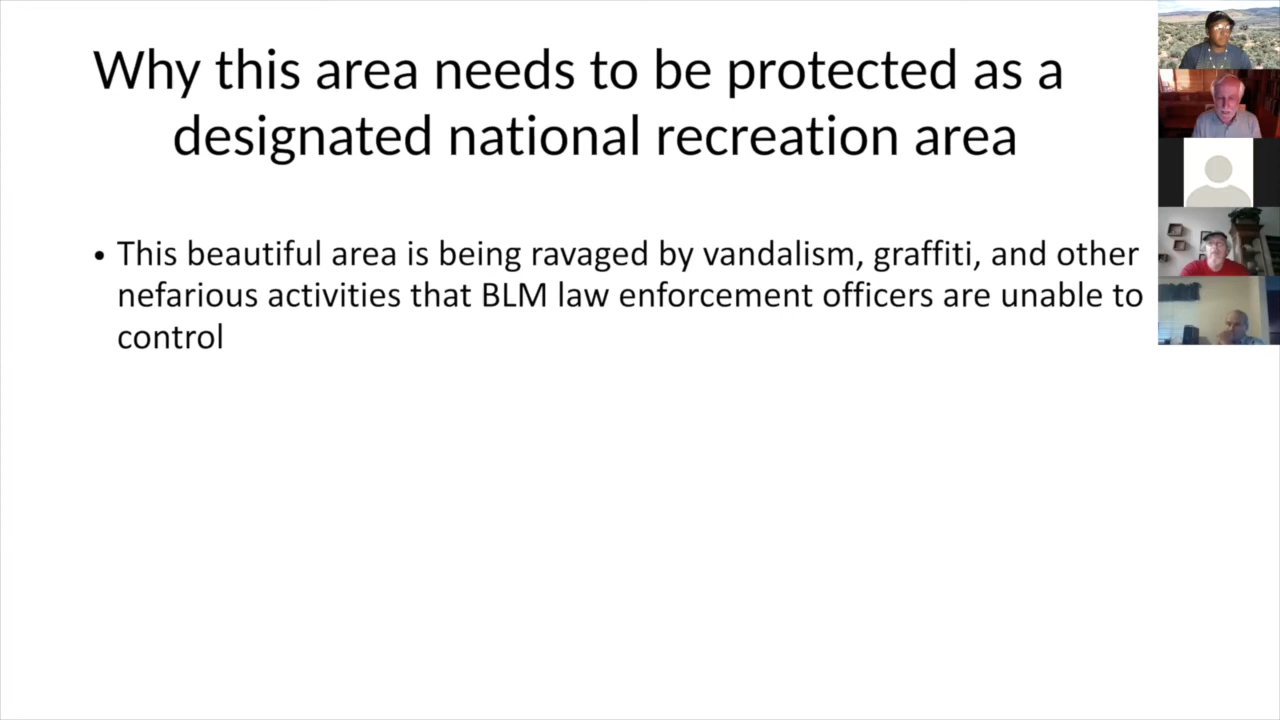 Why this area needs to be protected as a
designated national recreation area
• This beautiful area is being ravaged by vandalism, graffiti, and other
nefarious activities that BLM law enforcement officers are unable to
control